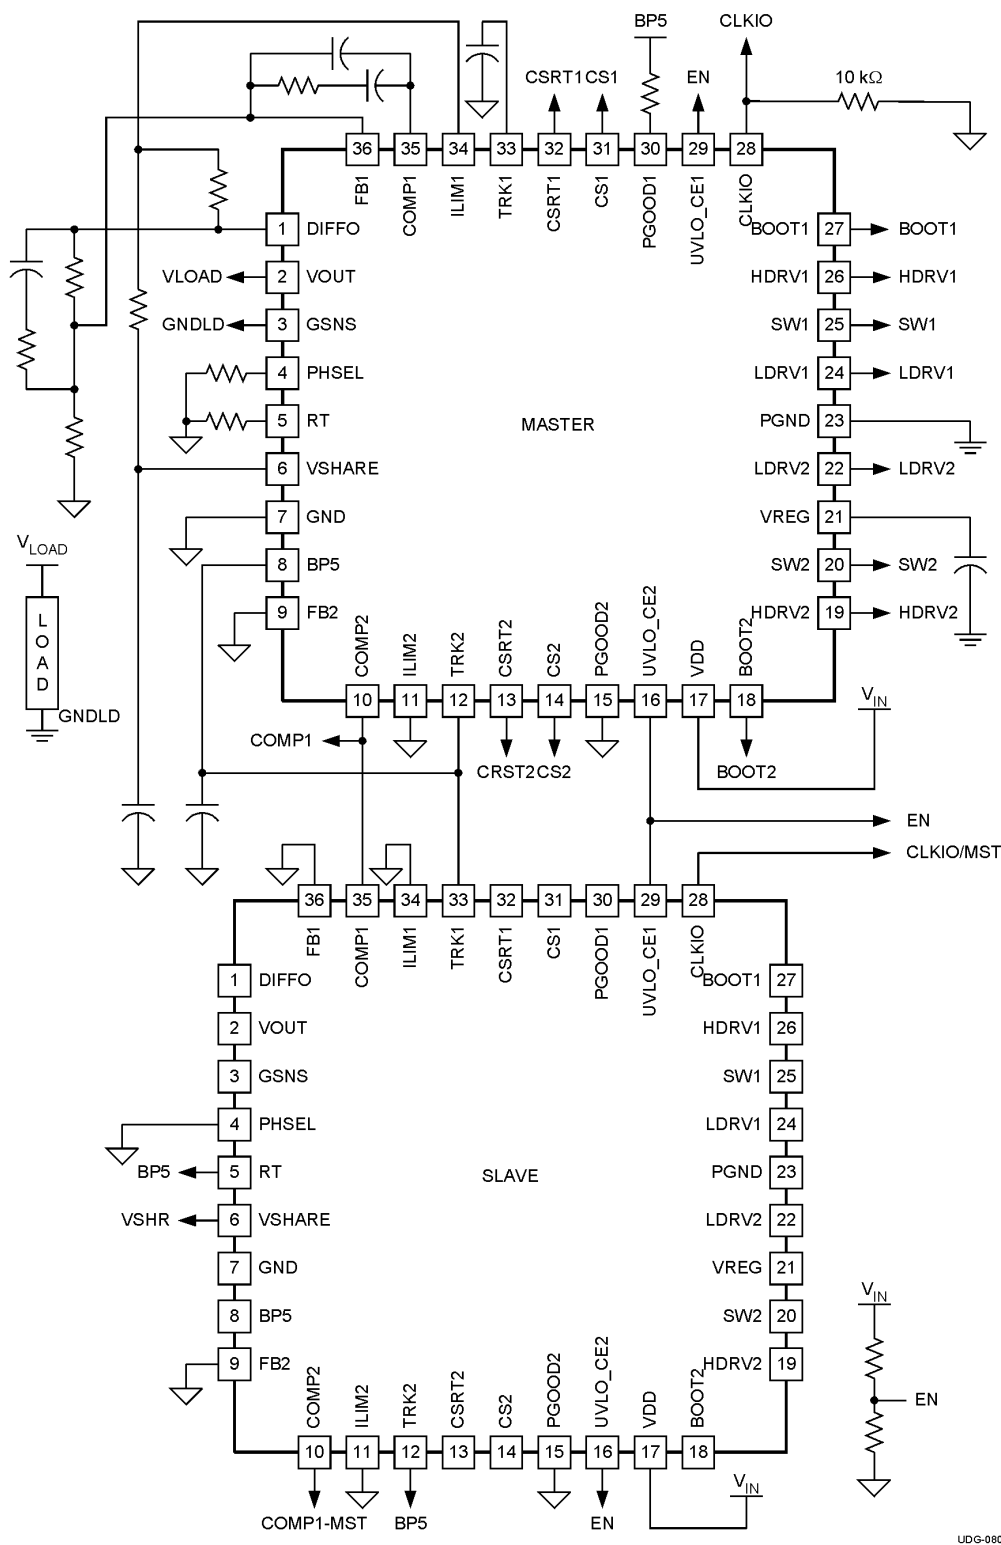 BP5
CLKIO
CSRT1 CS1
EN
10 kΩ
36
35
34
33
32
31
30
29
28
FB1
COMP1
ILIM1
TRK1
CSRT1
CS1
PGOOD1
UVLO_CE1
CLKIO
1 DIFFO
VLOAD 2 VOUT
GNDLD 3 GSNS
4 PHSEL
5 RT
6 VSHARE
7 GND
8 BP5
9 FB2
MASTER
BOOT1 27 BOOT1
HDRV1 26 HDRV1
SW1 25 SW1
LDRV1 24 LDRV1
PGND 23
LDRV2 22 LDRV2
VREG 21
SW2 20 SW2
HDRV2 19 HDRV2
VLOAD
LOAD
GNDLD
COMP2
ILIM2
TRK2
CSRT2
CS2
PGOOD2
UVLO_CE2
VDD
BOOT2
10
11
12
13
14
15
16
17
18
VIN
COMP1
CRST2 CS2
BOOT2
EN
CLKIO/MST
36
35
34
33
32
31
30
29
28
FB1
COMP1
ILIM1
TRK1
CSRT1
CS1
PGOOD1
UVLO_CE1
CLKIO
1 DIFFO
2 VOUT
3 GSNS
4 PHSEL
BP5 5 RT
VSHR 6 VSHARE
7 GND
8 BP5
9 FB2
SLAVE
BOOT1 27
HDRV1 26
SW1 25
LDRV1 24
PGND 23
LDRV2 22
VREG 21
SW2 20
HDRV2 19
VIN
EN
COMP2
ILIM2
TRK2
CSRT2
CS2
PGOOD2
UVLO_CE2
VDD
BOOT2
10
11
12
13
14
15
16
17
18
COMP1-MST
BP5
EN
VIN
UDG-080